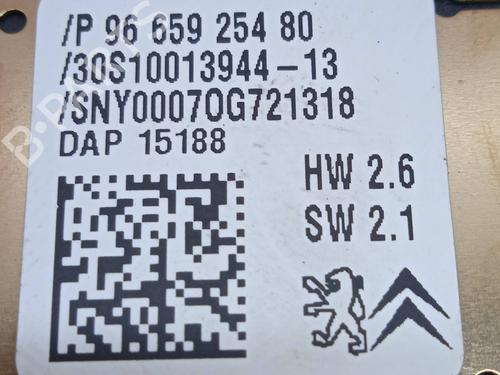 /P 96 659 254 80
/30S10013944-13
/SNY00070G721318
DAP 15188
HW 2.6
SW 2.1
B-PARTS